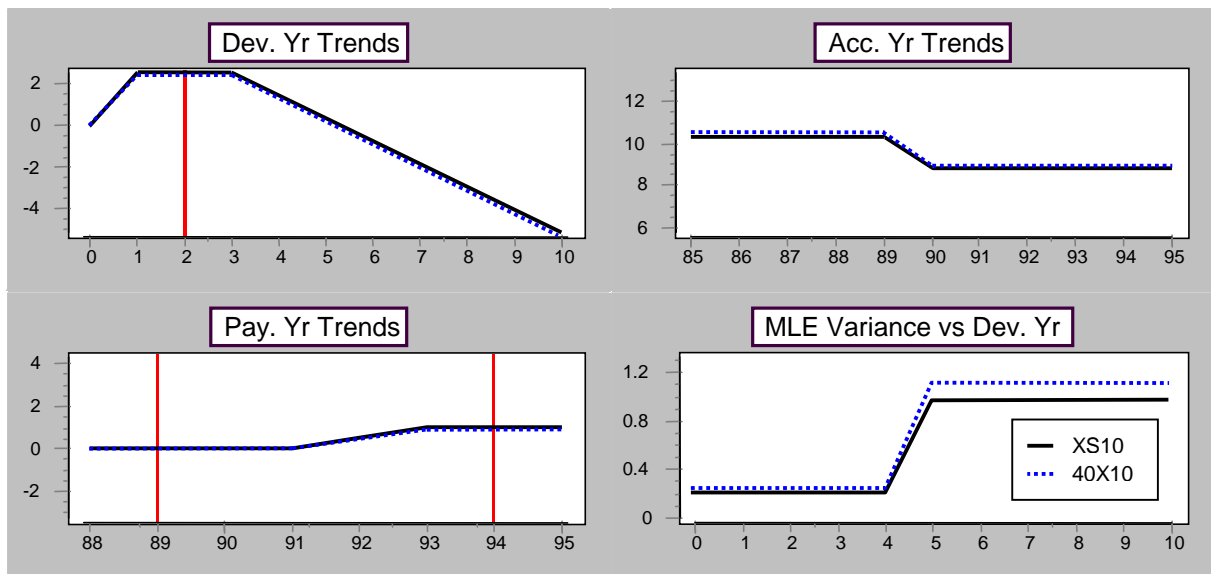 Dev. Yr Trends
2
0
-2
-4
0 1 2 3 4 5 6 7 8 9 10
Acc. Yr Trends
12
10
8
6
85 86 87 88 89 90 91 92 93 94 95
Pay. Yr Trends
4
2
0
-2
88 89 90 91 93 94 95
MLE Variance vs Dev. Yr
1.2
0.8
0.4
0
XS10
40X10
0 1 2 3 4 5 6 7 8 9 10